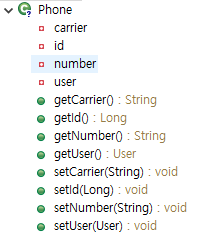 Phone
carrier
id
number
user
getCarrier() : String
getId() : Long
getNumber() : String
getUser() : User
setCarrier(String) : void
setId(Long) : void
setNumber(String) : void
setUser(User) : void